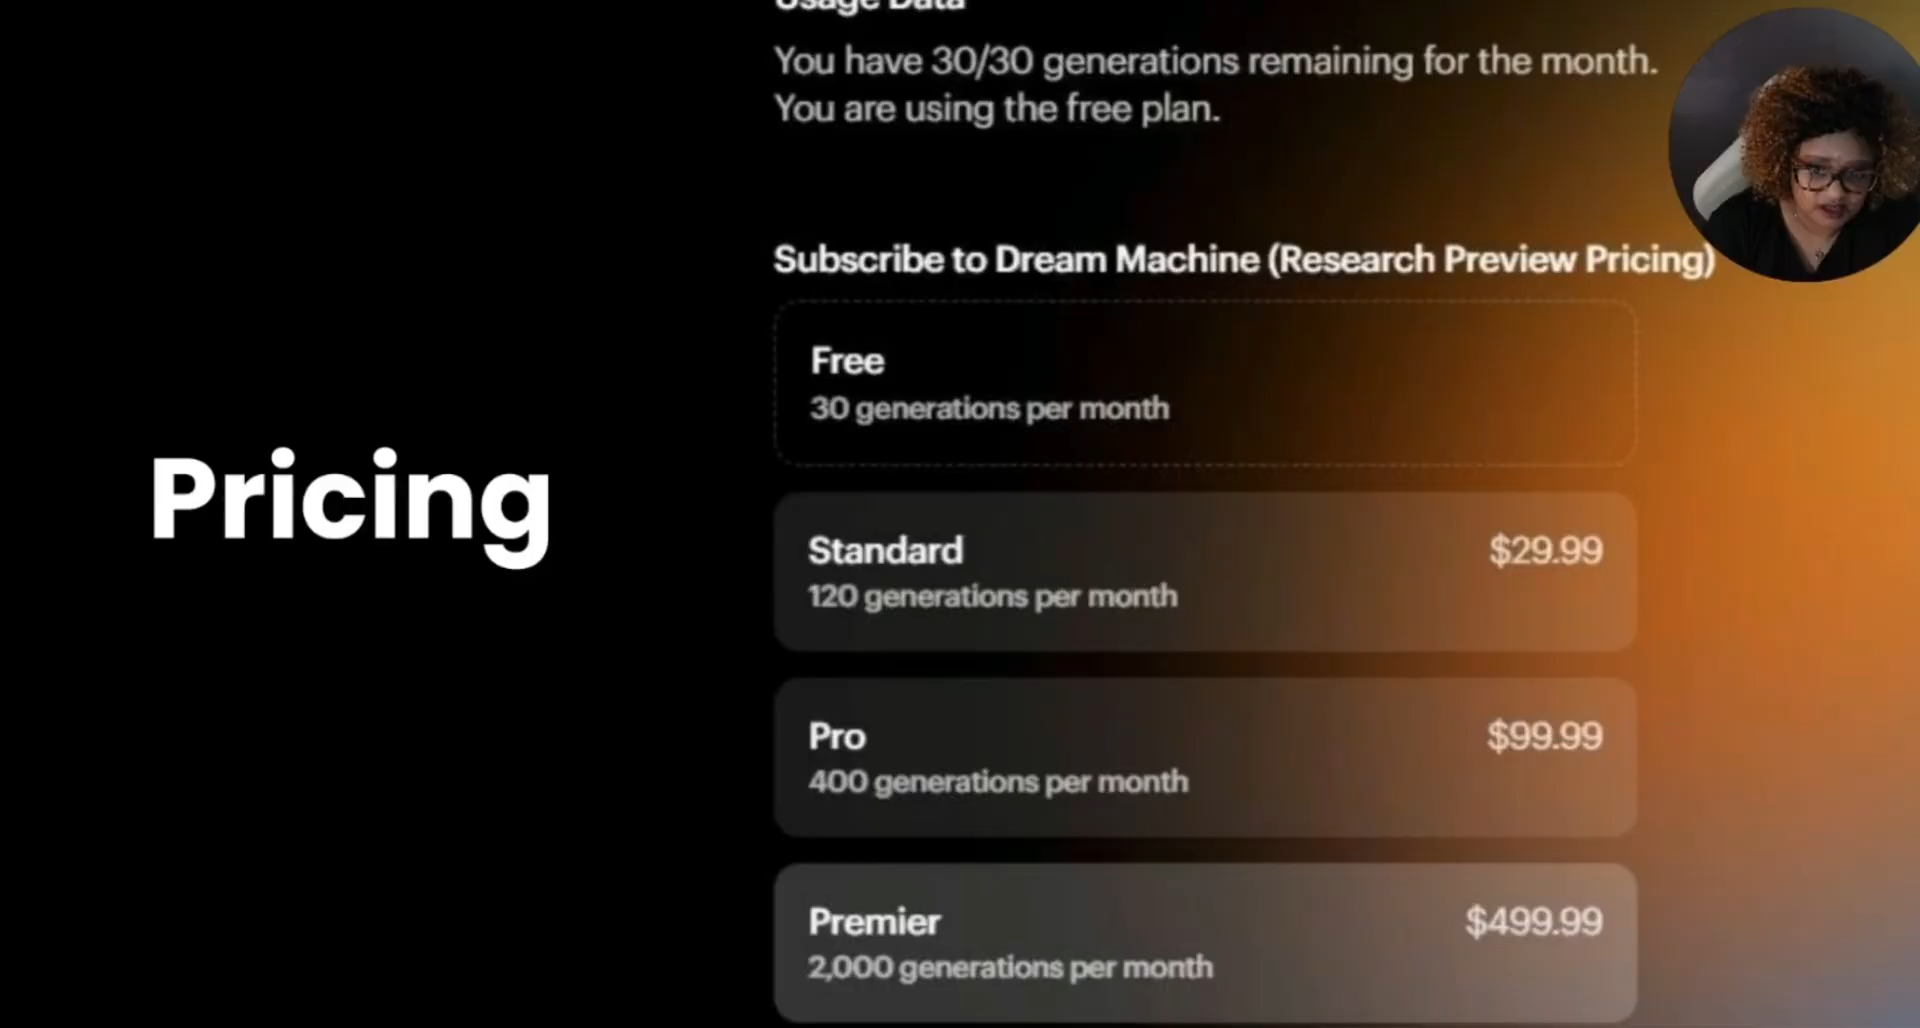 Usage Data
You have 30/30 generations remaining for the month.
You are using the free plan.
Subscribe to Dream Machine (Research Preview Pricing)
Pricing
Free
30 generations per month
Standard
$29.99
120 generations per month
Pro
$99.99
400 generations per month
Premier
$499.99
2,000 generations per month